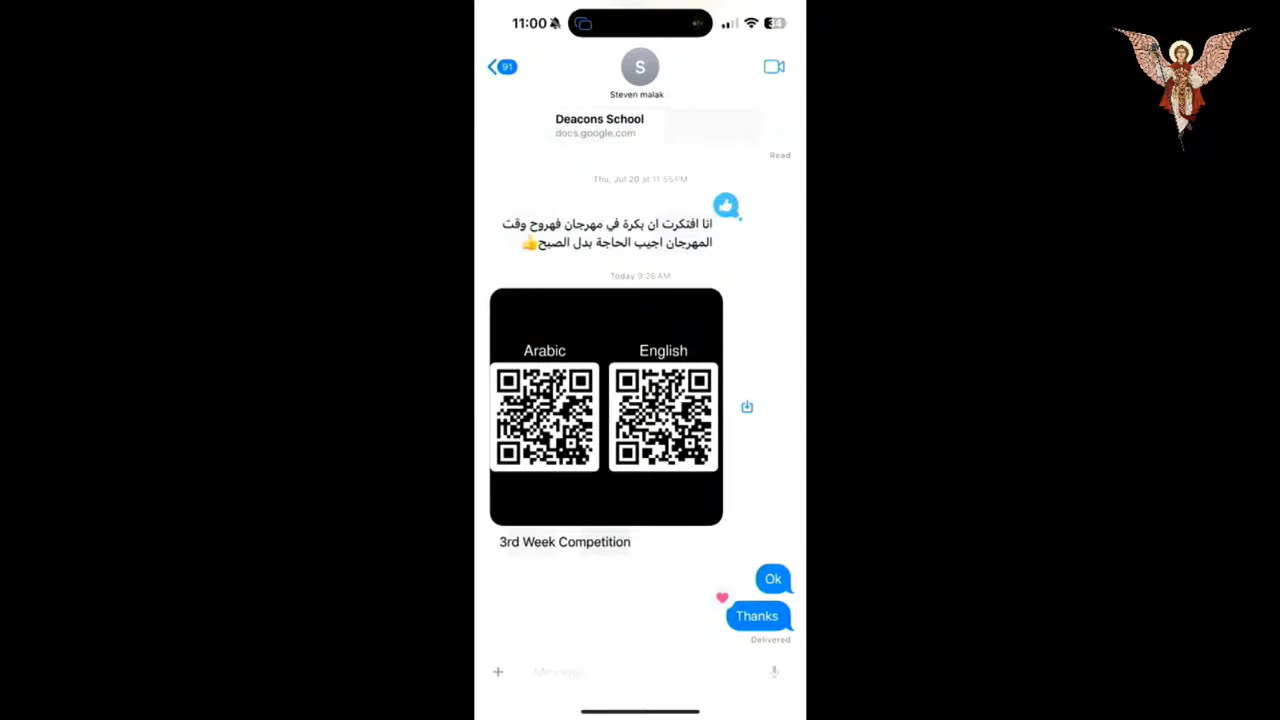 11:00
34
91
S
Steven malak
Deacons School
docs.google.com
Read
Thu, Jul 20 at 11:55 PM
انا افتكرت ان بكرة في مهرجان فهروح وقت
المهرجان اجيب الحاجة بدل الصبح👍
Today 9:26 AM
Arabic
English
3rd Week Competition
Ok
Thanks
Delivered
iMessage